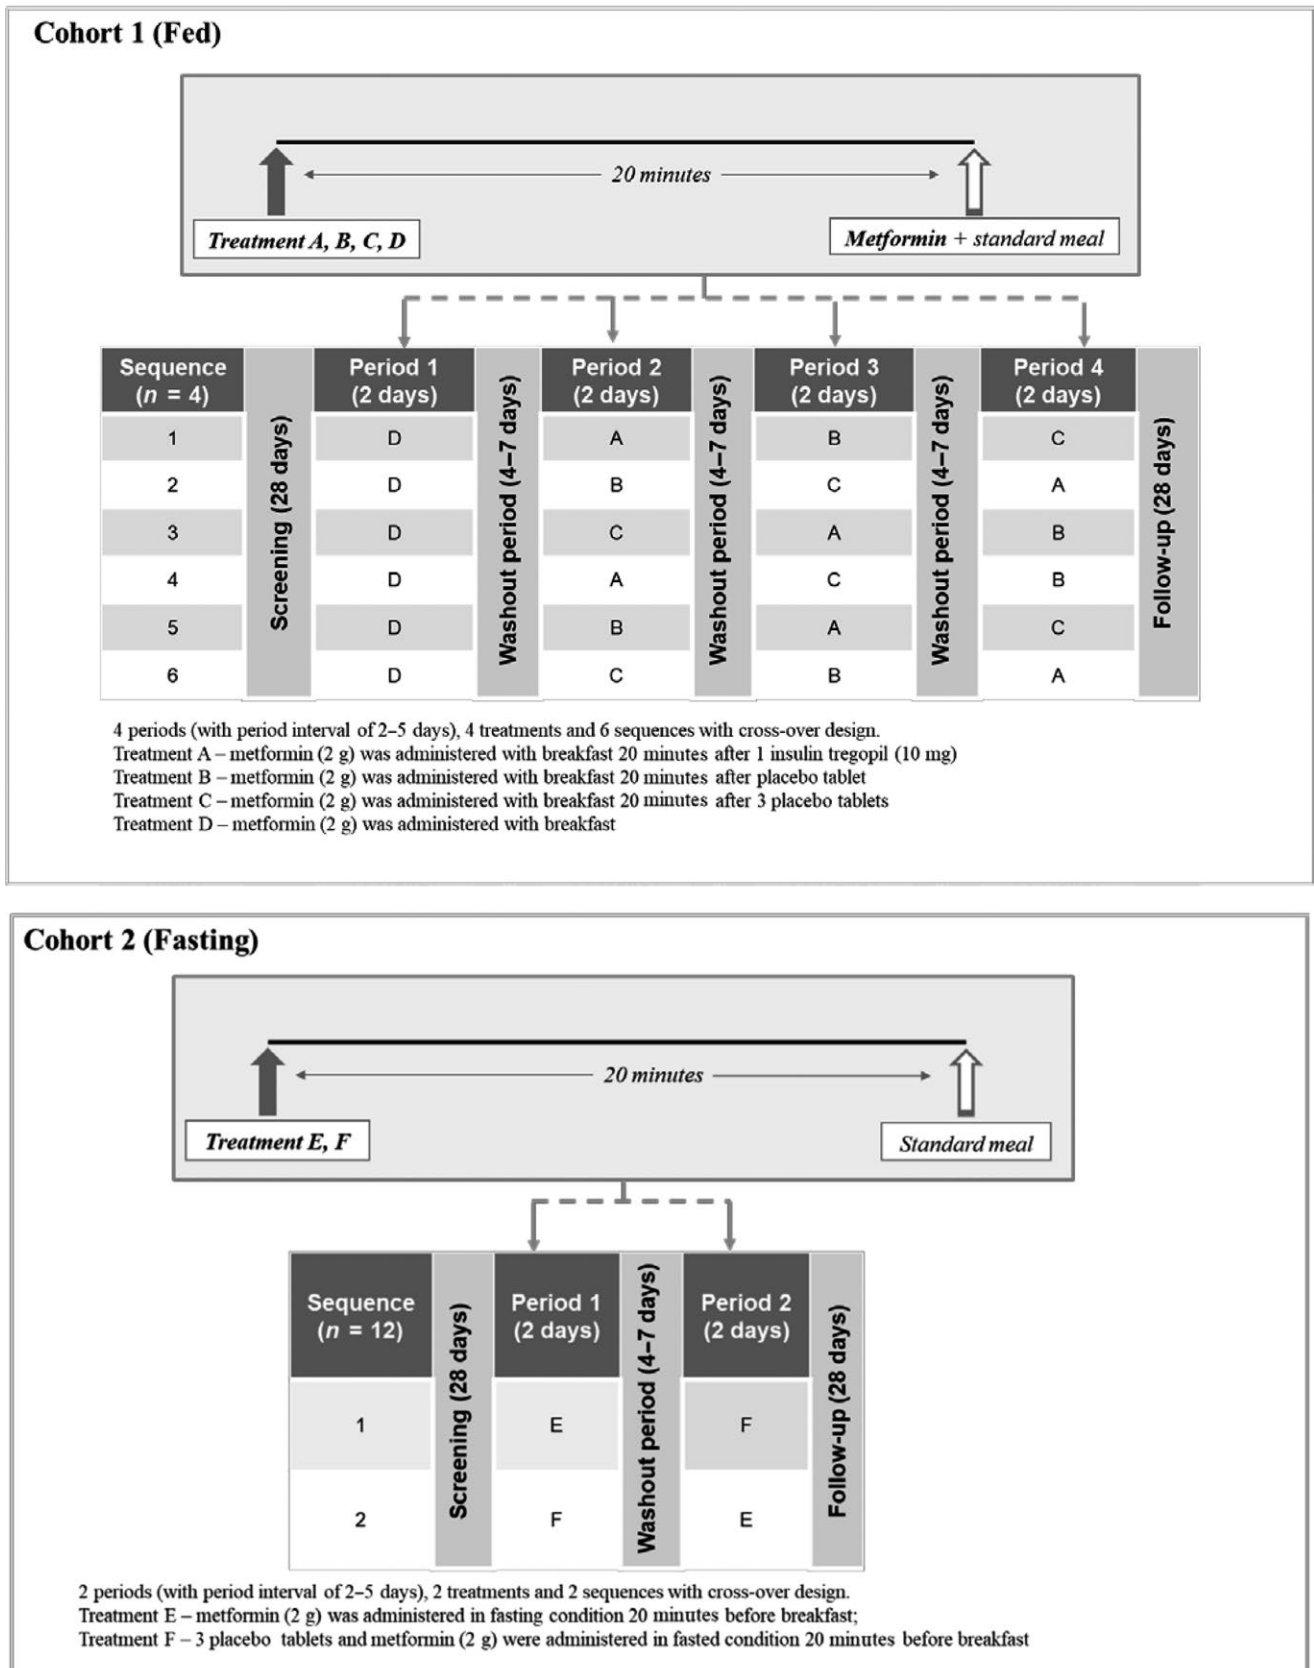 Cohort 1 (Fed)
20 minutes
Treatment A, B, C, D
Metformin + standard meal
Sequence
(n = 4)
Screening (28 days)
Period 1
(2 days)
Washout period (4–7 days)
Period 2
(2 days)
Washout period (4–7 days)
Period 3
(2 days)
Washout period (4–7 days)
Period 4
(2 days)
Follow-up (28 days)
1 D A B C
2 D B C A
3 D C A B
4 D A C B
5 D B A C
6 D C B A
4 periods (with period interval of 2–5 days), 4 treatments and 6 sequences with cross-over design.
Treatment A – metformin (2 g) was administered with breakfast 20 minutes after 1 insulin tregopil (10 mg)
Treatment B – metformin (2 g) was administered with breakfast 20 minutes after placebo tablet
Treatment C – metformin (2 g) was administered with breakfast 20 minutes after 3 placebo tablets
Treatment D – metformin (2 g) was administered with breakfast
Cohort 2 (Fasting)
20 minutes
Treatment E, F
Standard meal
Sequence
(n = 12)
Screening (28 days)
Period 1
(2 days)
Washout period (4–7 days)
Period 2
(2 days)
Follow-up (28 days)
1 E F
2 F E
2 periods (with period interval of 2–5 days), 2 treatments and 2 sequences with cross-over design.
Treatment E – metformin (2 g) was administered in fasting condition 20 minutes before breakfast;
Treatment F – 3 placebo tablets and metformin (2 g) were administered in fasted condition 20 minutes before breakfast